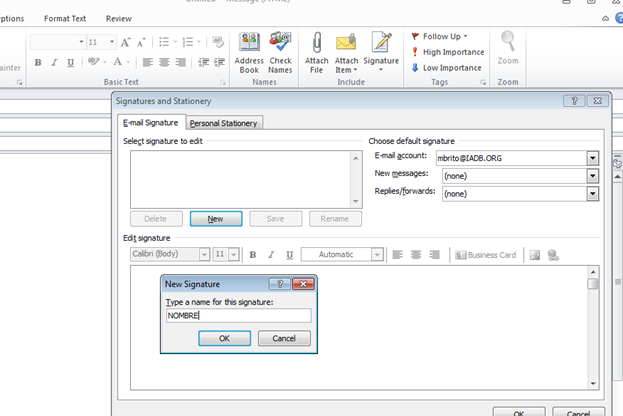 ptions Format Text Review
11
Follow Up
High Importance
Low Importance
Address Book
Check Names
Attach File
Attach Item
Signature
Zoom
ainter
Basic Text Names Include Tags Zoom
Signatures and Stationery
E-mail Signature Personal Stationery
Select signature to edit
Choose default signature
E-mail account: mbrito@IADB.ORG
New messages: (none)
Replies/forwards: (none)
Delete New Save Rename
Edit signature
Calibri (Body) 11 B I U Automatic Business Card
New Signature
Type a name for this signature:
NOMBRE
OK Cancel
OK Cancel